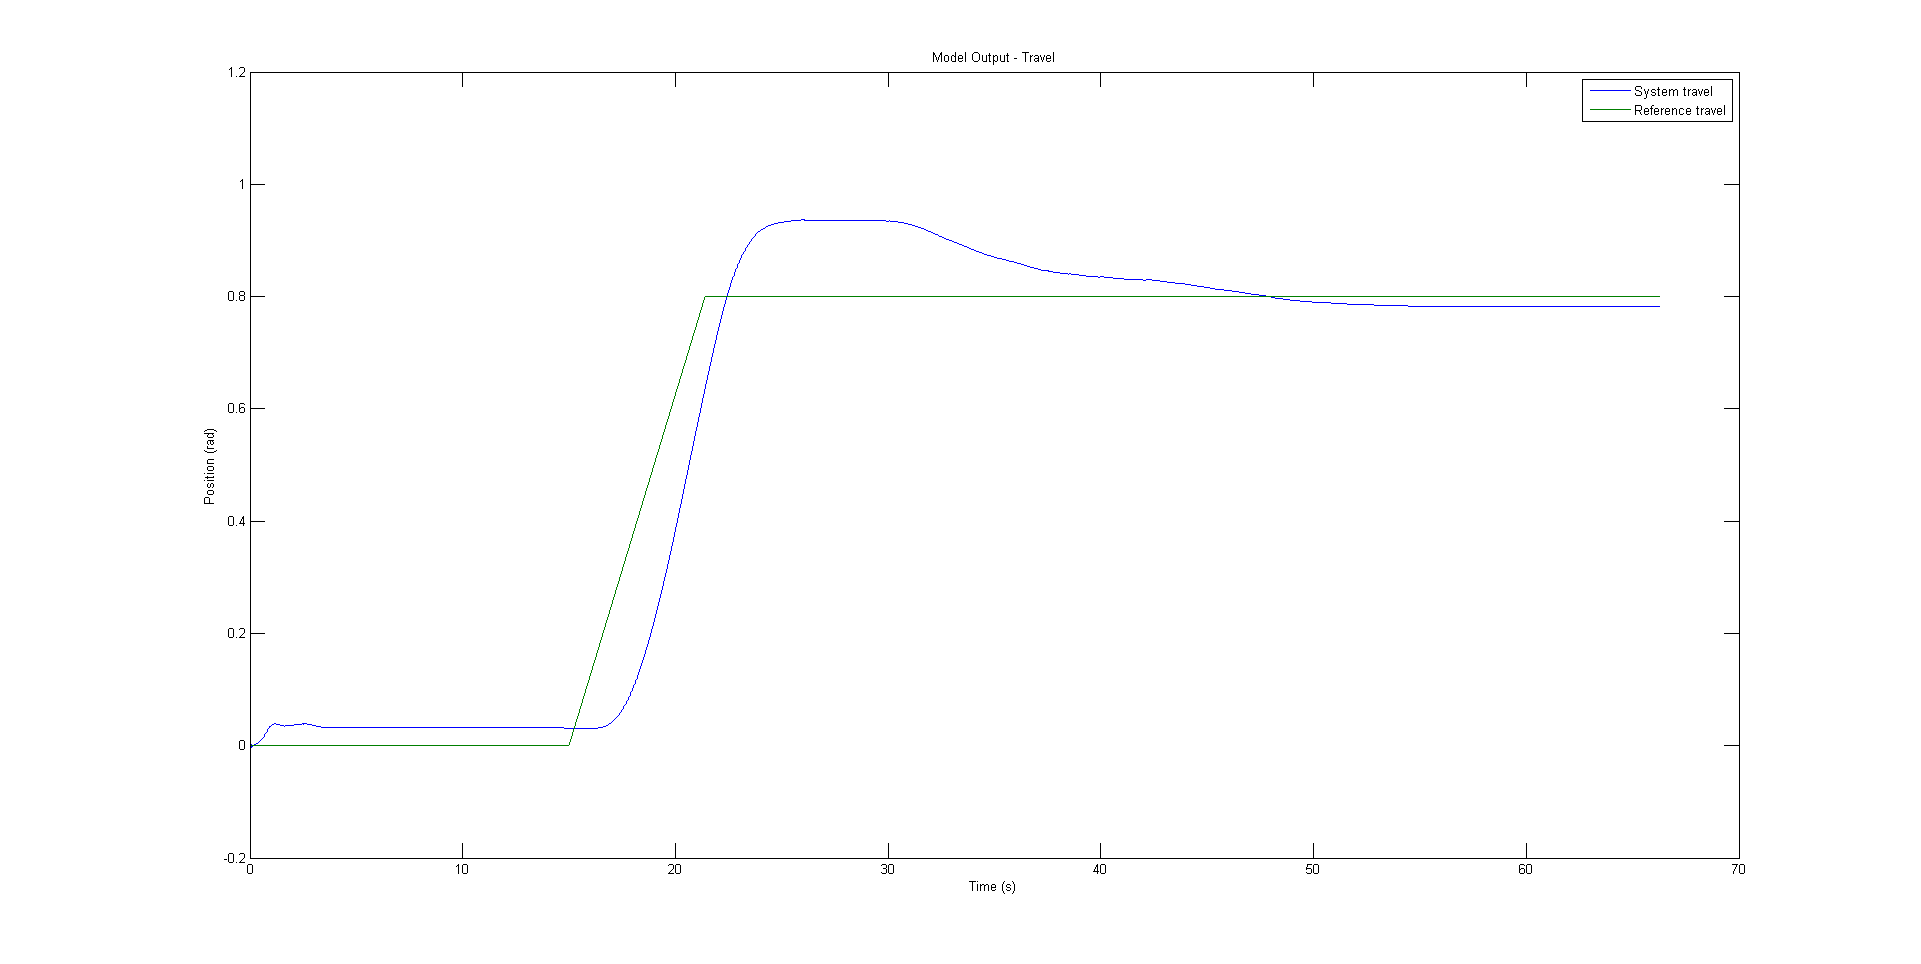 Model Output - Travel
System travel
Reference travel
1.2
1
0.8
0.6
0.4
0.2
0
-0.2
Position (rad)
0 10 20 30 40 50 60 70
Time (s)